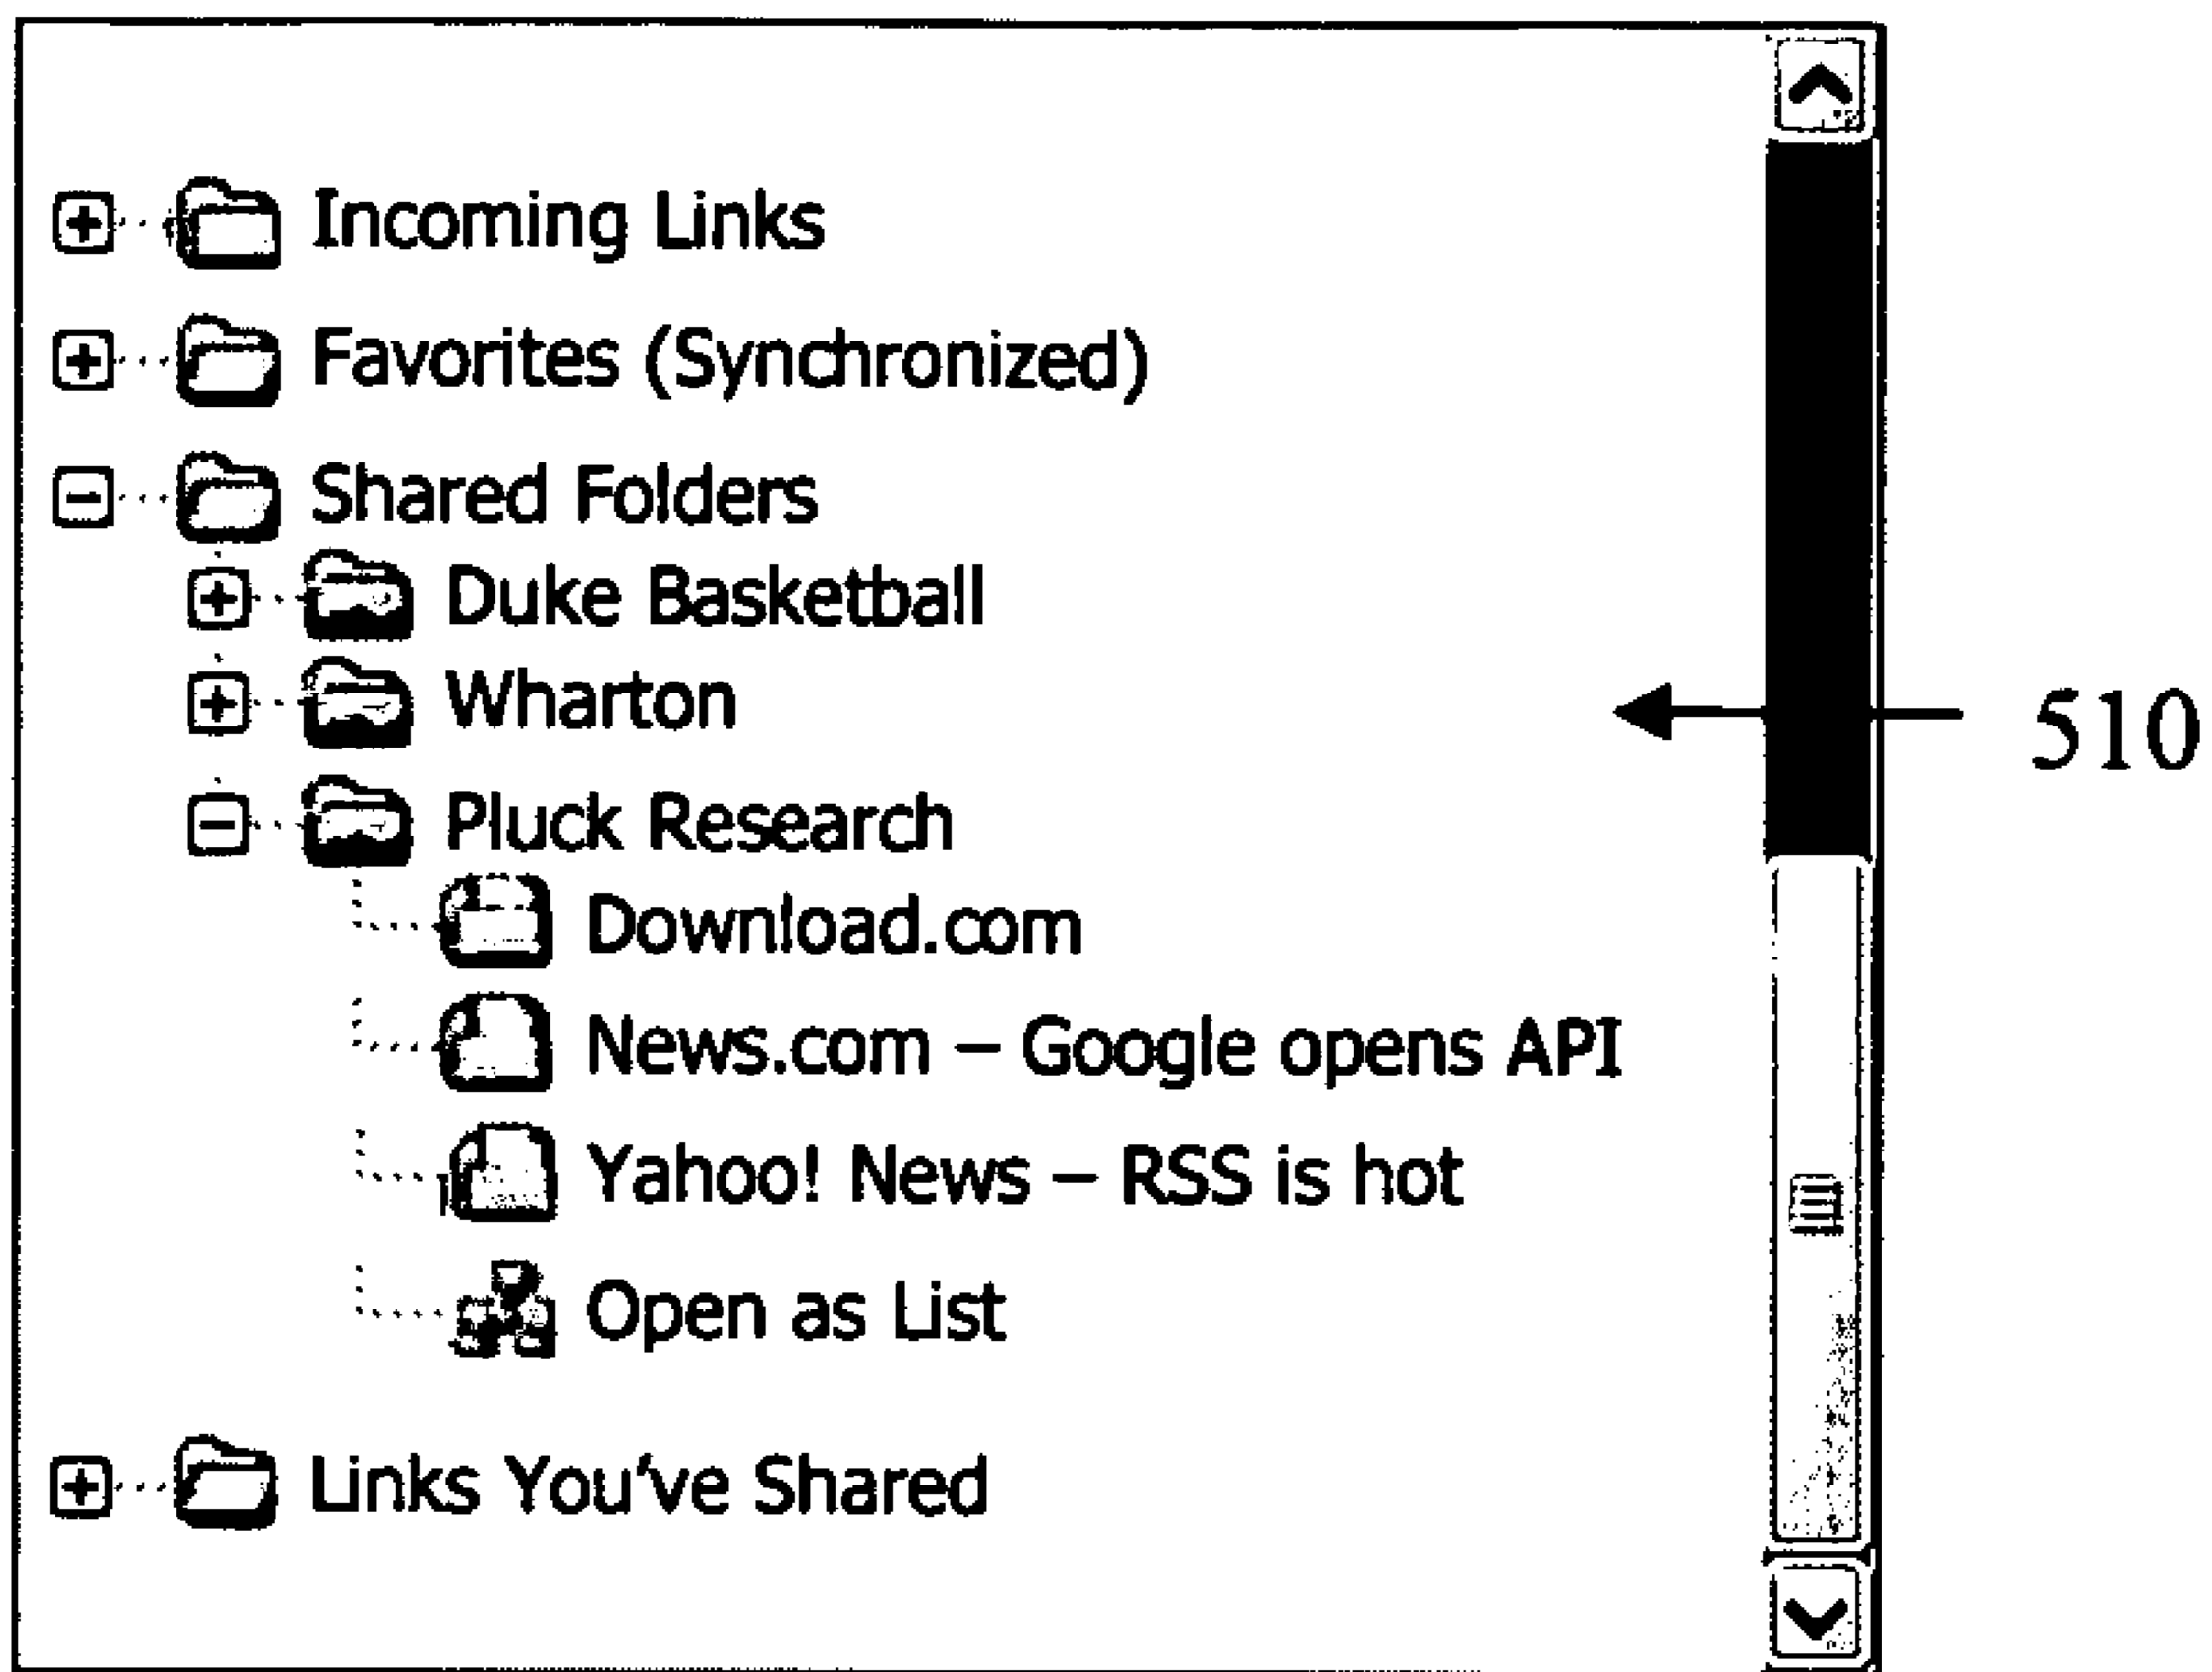 Incoming Links
Favorites (Synchronized)
Shared Folders
Duke Basketball
Wharton
510
Pluck Research
Download.com
News.com – Google opens API
Yahoo! News – RSS is hot
Open as List
Links You've Shared